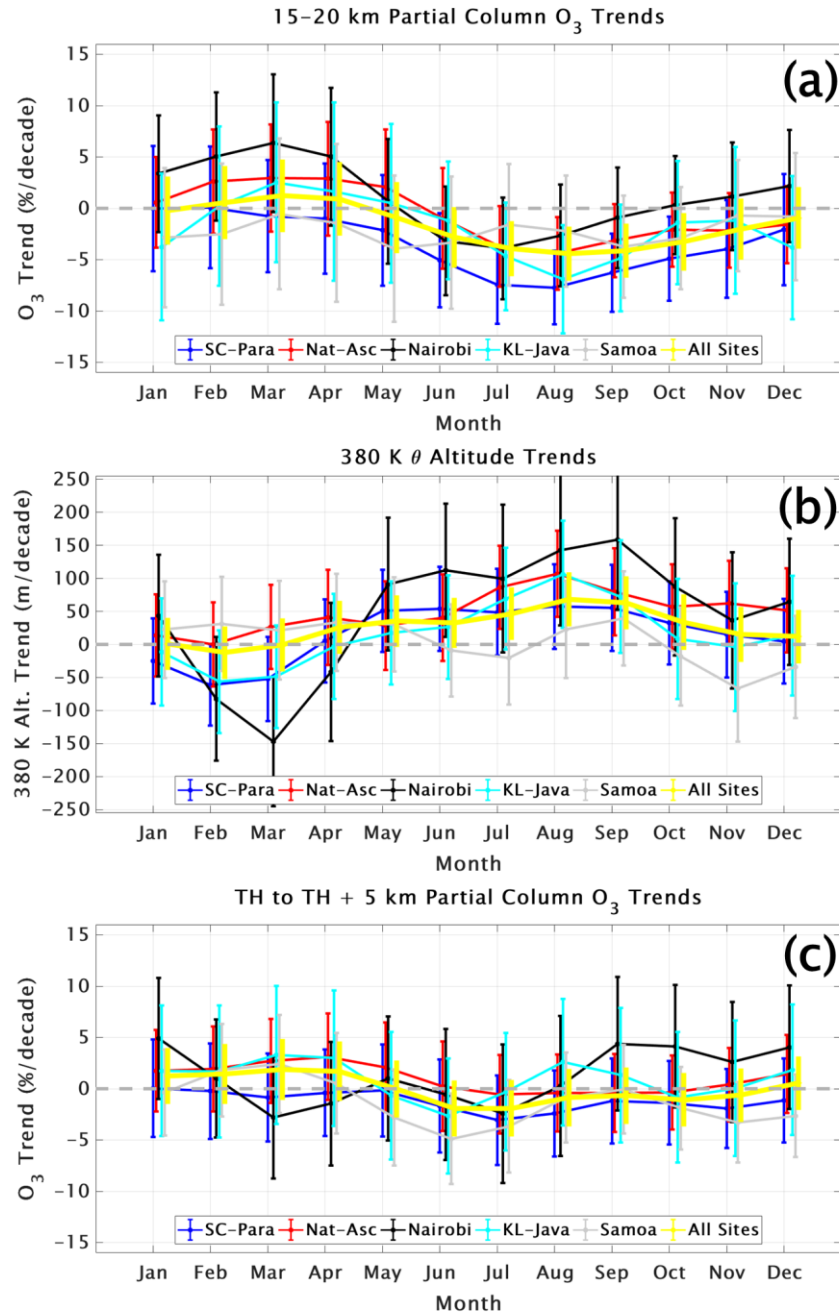 15–20 km Partial Column O3 Trends
(a)
O3 Trend (%/decade)
15
10
5
0
-5
-10
-15
SC-Para Nat-Asc Nairobi KL-Java Samoa All Sites
Jan Feb Mar Apr May Jun Jul Aug Sep Oct Nov Dec
Month
380 K θ Altitude Trends
(b)
380 K Alt. Trend (m/decade)
250
200
150
100
50
0
-50
-100
-150
-200
-250
SC-Para Nat-Asc Nairobi KL-Java Samoa All Sites
Jan Feb Mar Apr May Jun Jul Aug Sep Oct Nov Dec
Month
TH to TH + 5 km Partial Column O3 Trends
(c)
O3 Trend (%/decade)
15
10
5
0
-5
-10
-15
SC-Para Nat-Asc Nairobi KL-Java Samoa All Sites
Jan Feb Mar Apr May Jun Jul Aug Sep Oct Nov Dec
Month